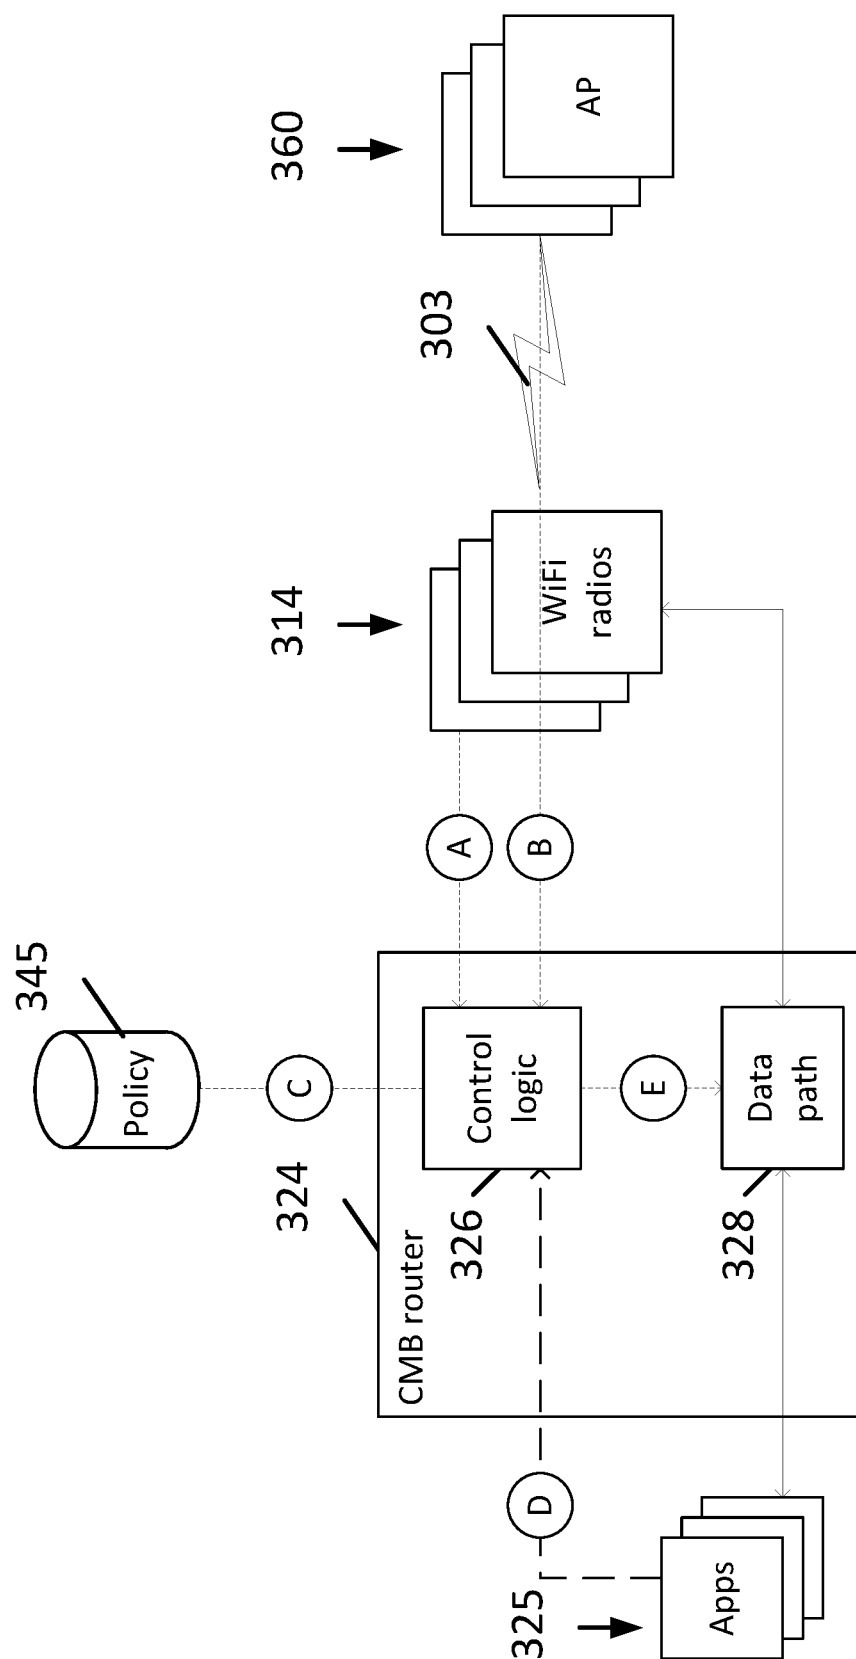 345
Policy
C
324
CMB router
326
Control
logic
E
328
Data
path
325
Apps
D
A
B
314
WiFi
radios
303
360
AP